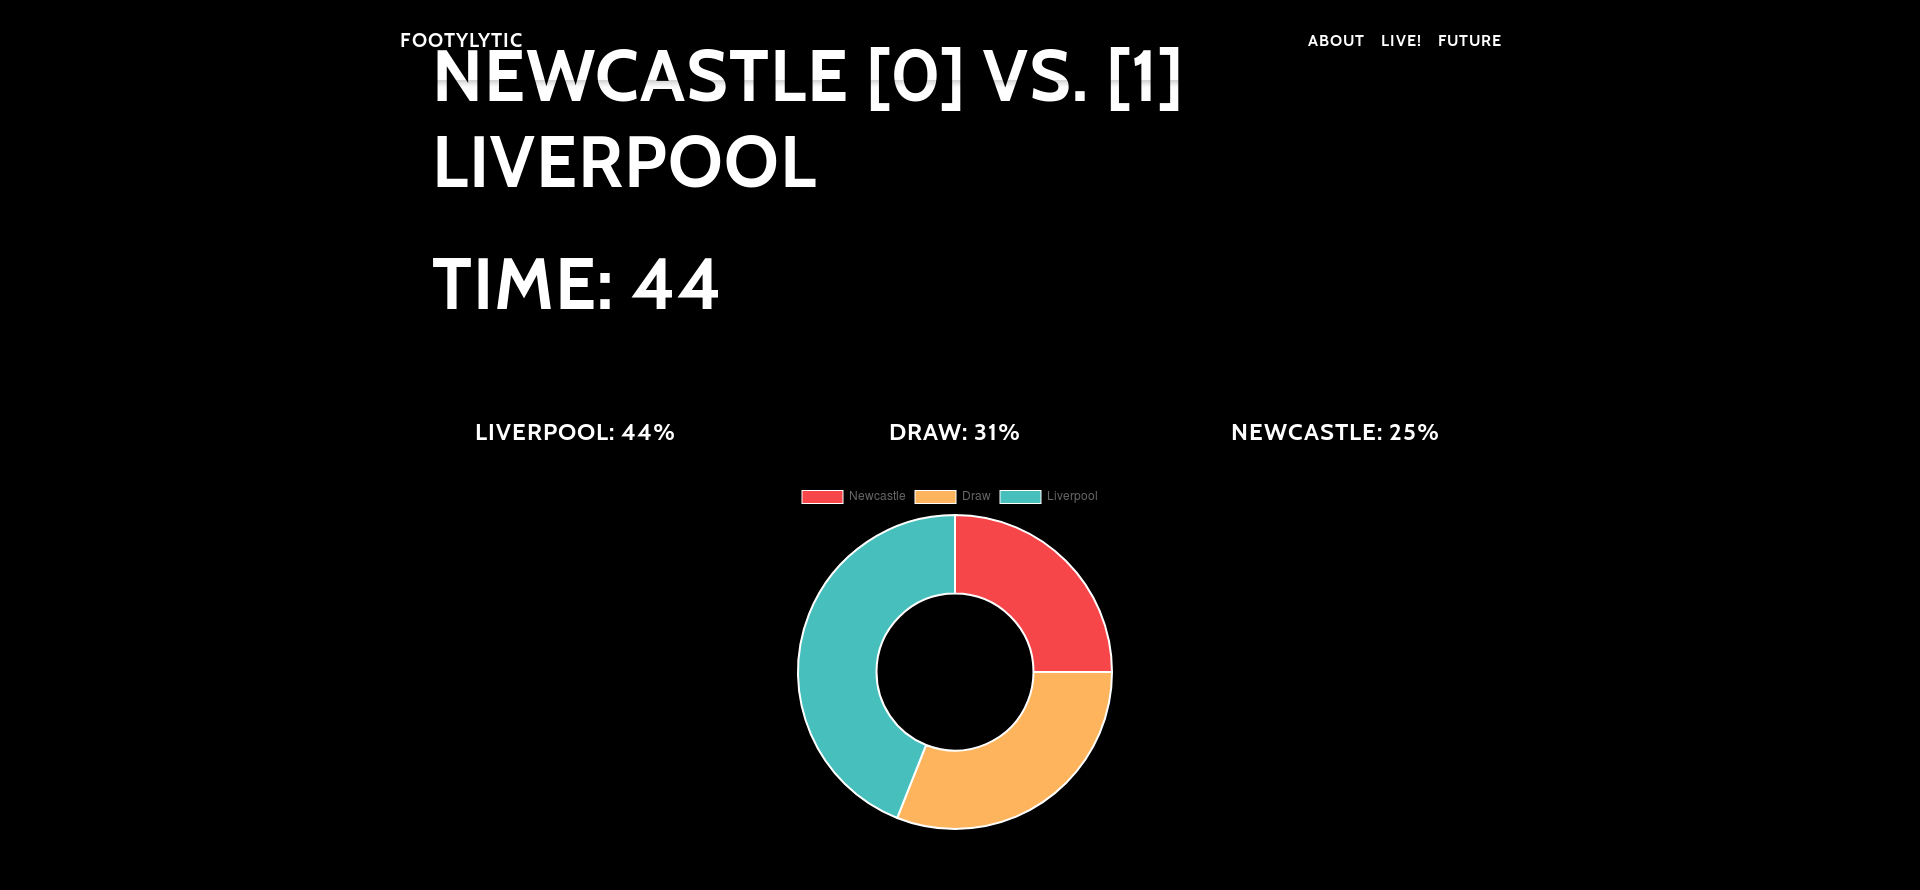 FOOTYLYTIC
ABOUT LIVE! FUTURE
NEWCASTLE [0] VS. [1]
LIVERPOOL
TIME: 44
LIVERPOOL: 44%
DRAW: 31%
NEWCASTLE: 25%
Newcastle Draw Liverpool